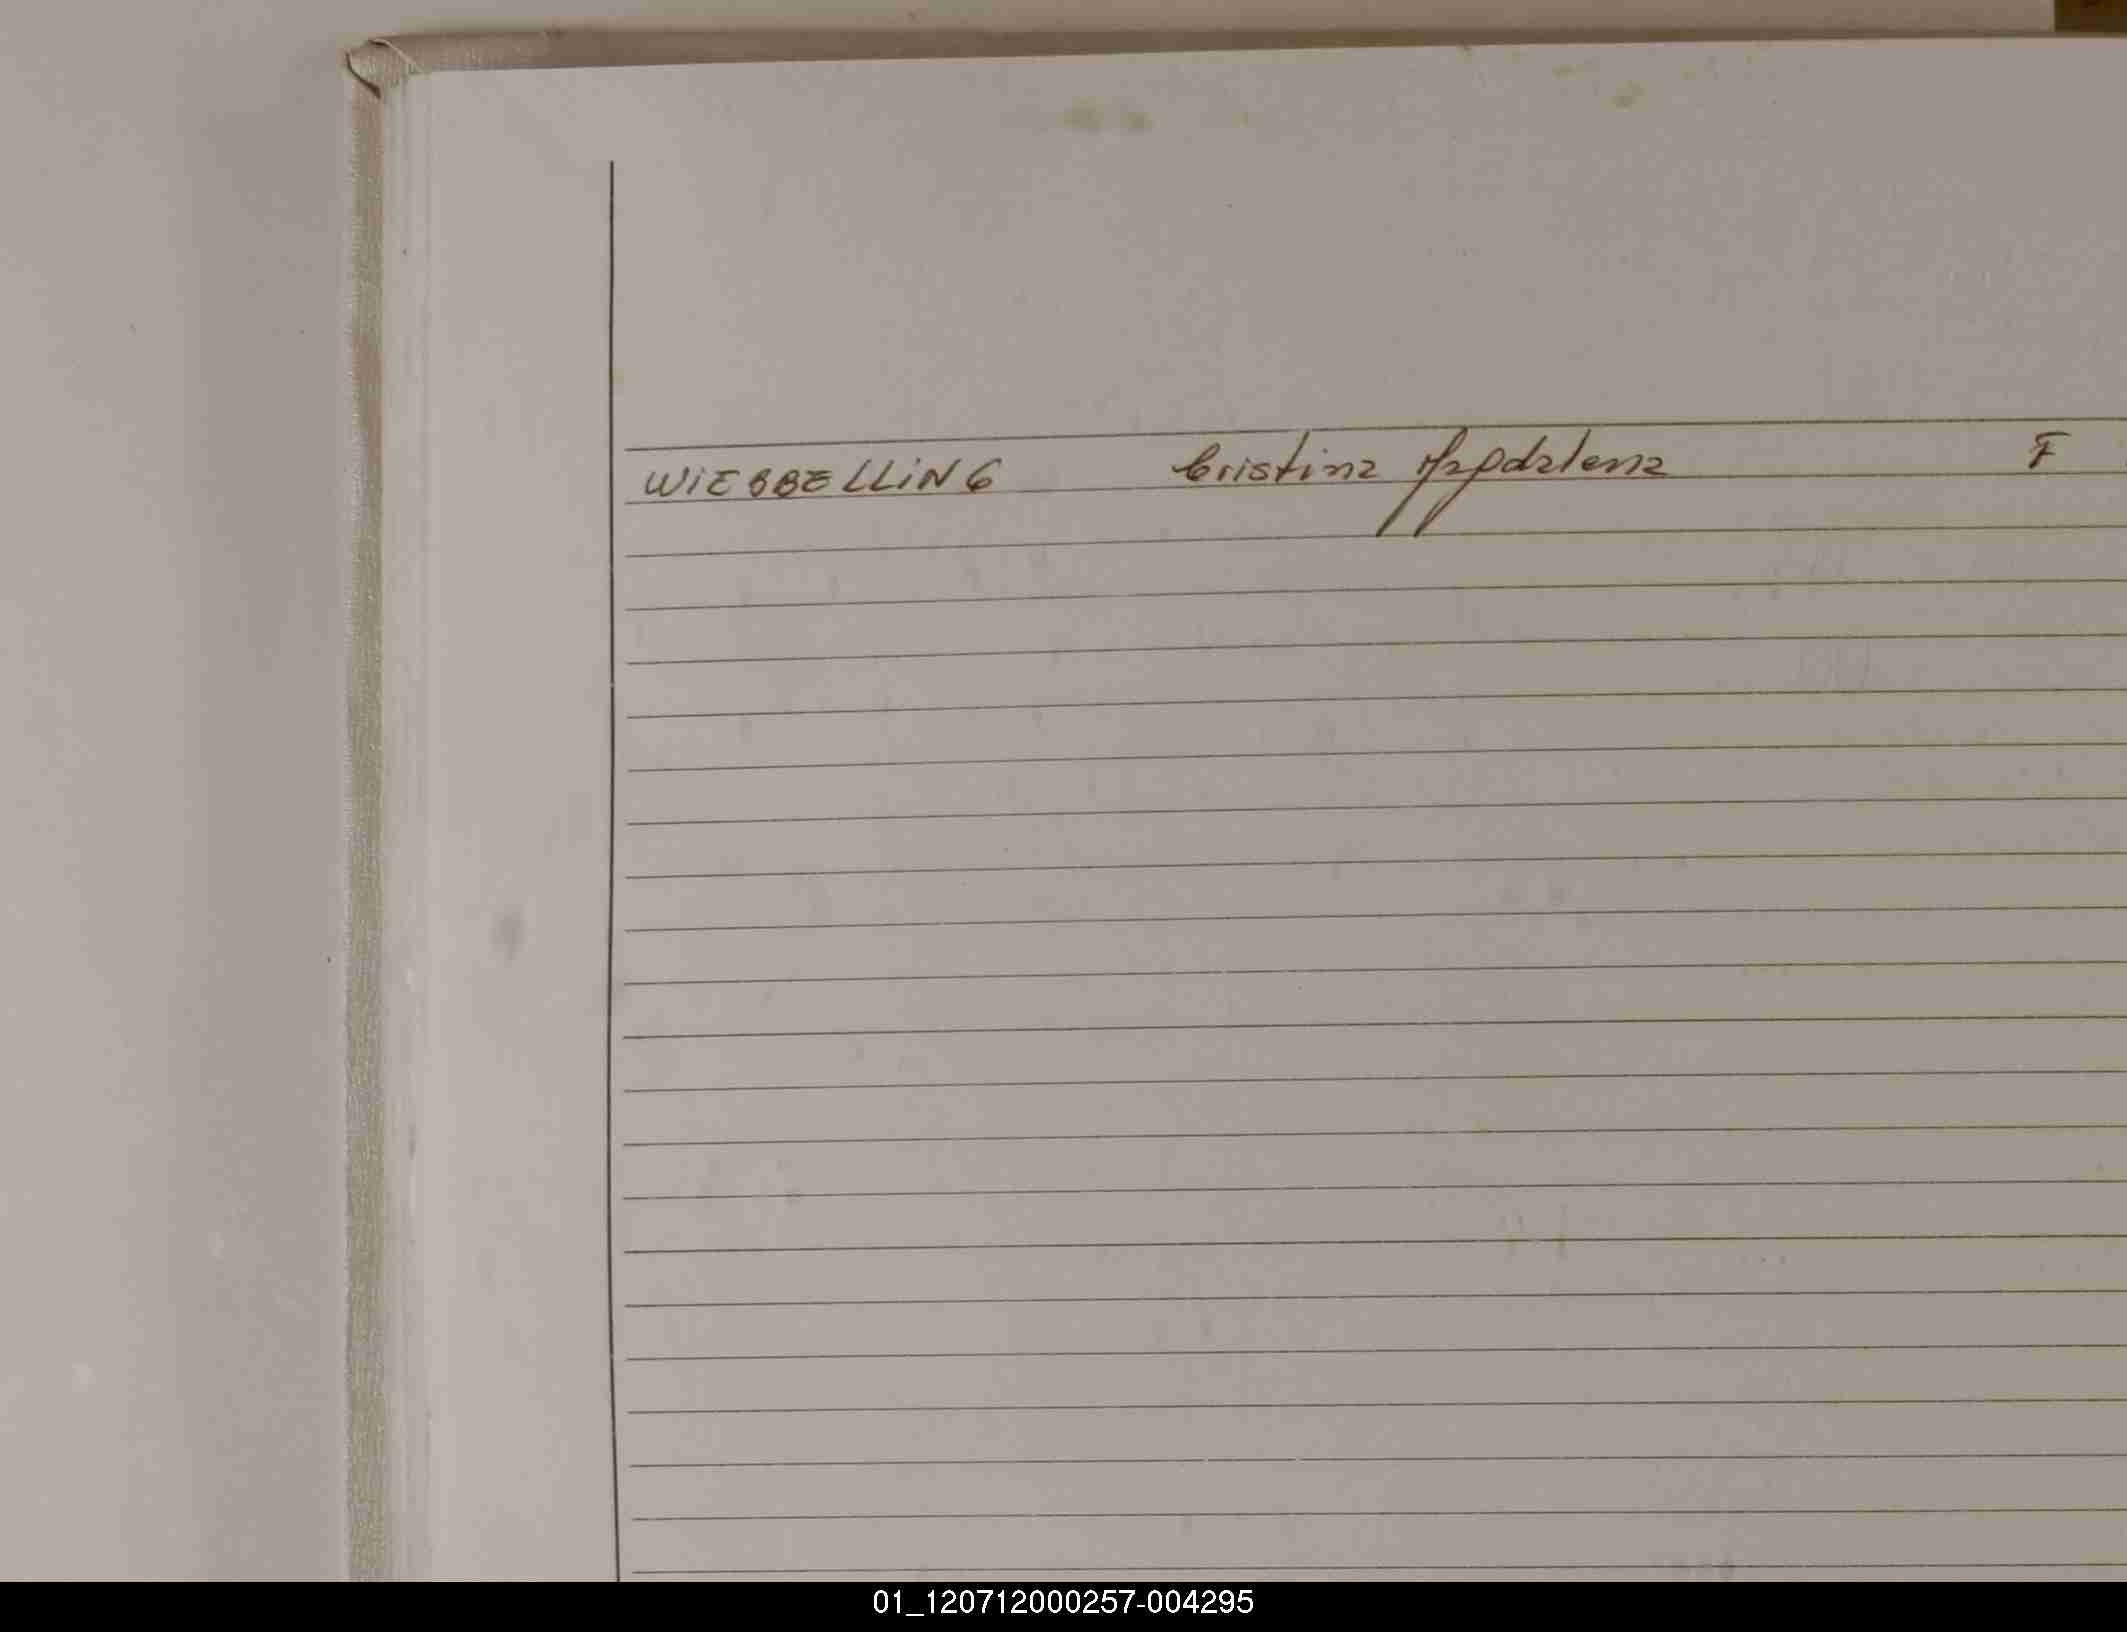 WIEBBELLING Cristina Magdalena F
01_120712000257-004295